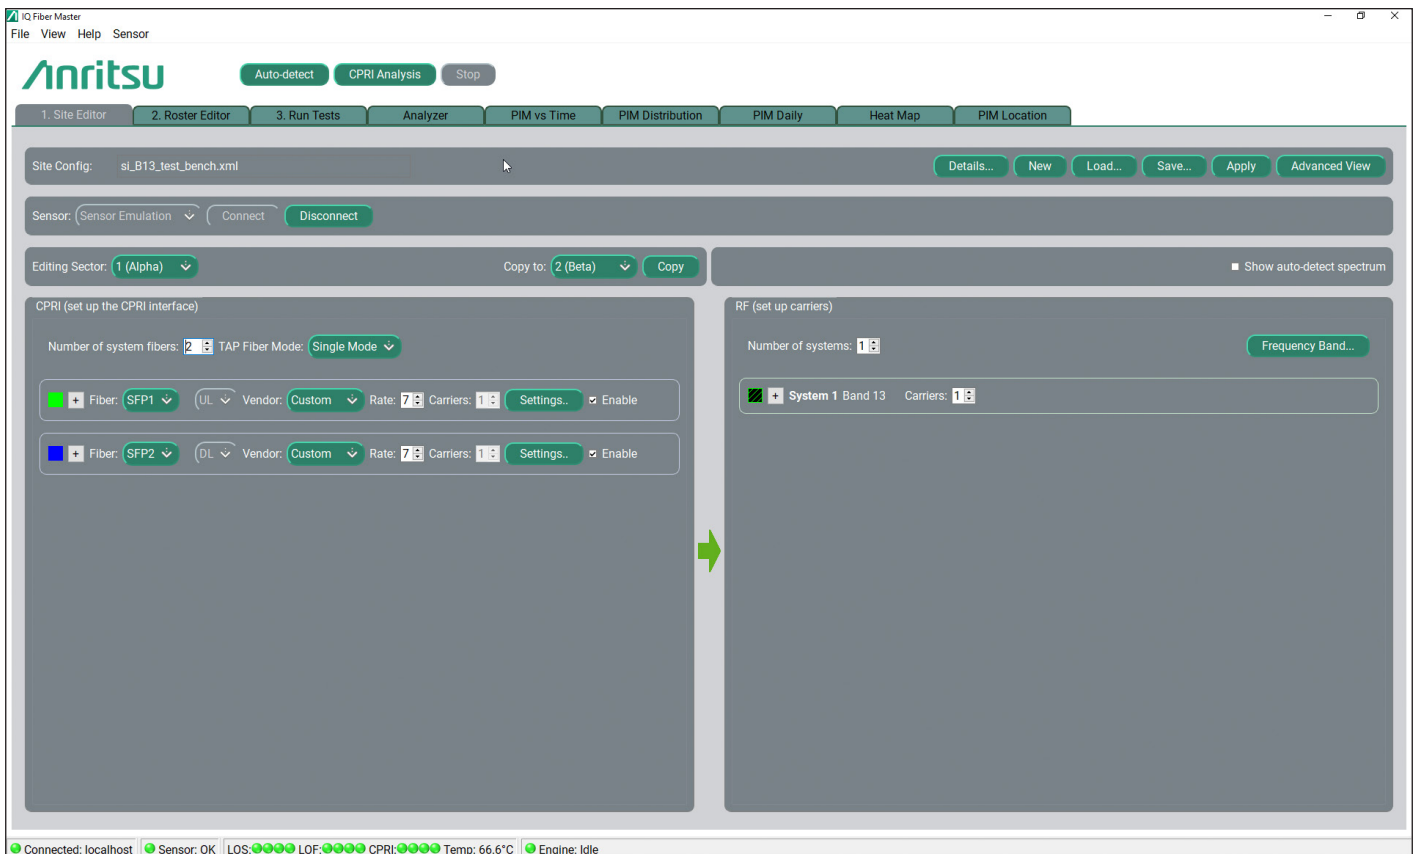 IQ Fiber Master
File View Help Sensor
Anritsu
Auto-detect CPRI Analysis Stop
1. Site Editor 2. Roster Editor 3. Run Tests Analyzer PIM vs Time PIM Distribution PIM Daily Heat Map PIM Location
Site Config: si_B13_test_bench.xml Details... New Load... Save... Apply Advanced View
Sensor: Sensor Emulation Connect Disconnect
Editing Sector: 1 (Alpha) Copy to: 2 (Beta) Copy Show auto-detect spectrum
CPRI (set up the CPRI interface)
Number of system fibers: 2 TAP Fiber Mode: Single Mode
+ Fiber: SFP1 UL Vendor: Custom Rate: 7 Carriers: 1 Settings.. Enable
+ Fiber: SFP2 DL Vendor: Custom Rate: 7 Carriers: 1 Settings.. Enable
RF (set up carriers)
Number of systems: 1 Frequency Band...
+ System 1 Band 13 Carriers: 1
Connected: localhost Sensor: OK LOS: LOF: CPRI: Temp: 66.6°C Engine: Idle